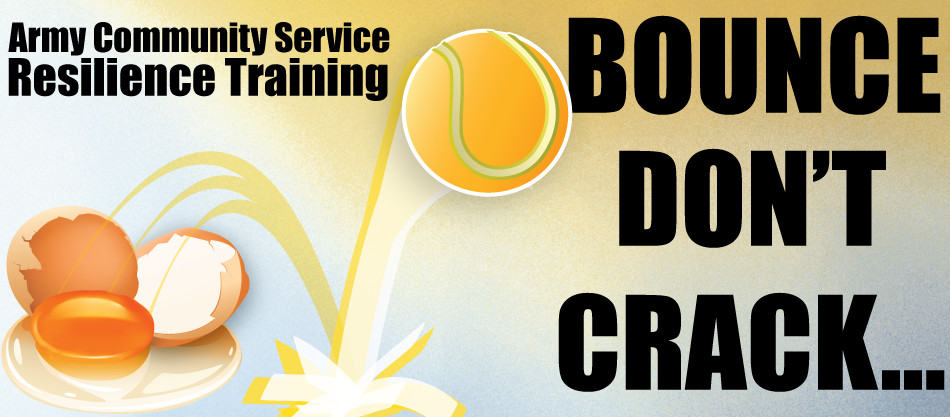 Army Community Service
Resilience Training
BOUNCE
DON'T
CRACK...